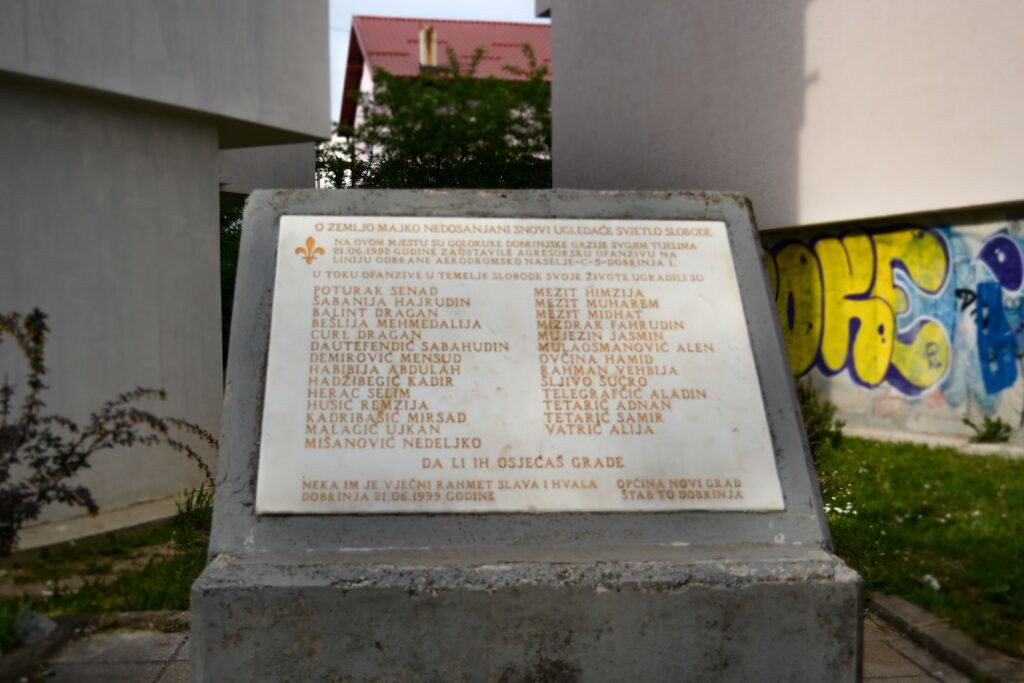 O ZEMLJO MAJKO NEDOSANJANI SNOVI UGLEDAĆE SVJETLO SLOBODE
NA OVOM MJESTU SU GOLORUKE DOBRINJSKE GAZIJE SVOJIM TIJELIMA
21.06.1992 GODINE ZAUSTAVILE AGRESORSKU OFANZIVU NA
LINIJU ODBRANE AERODROMSKO NASELJE-C-5-DOBRINJA 1.
U TOKU OFANZIVE U TEMELJE SLOBODE SVOJE ŽIVOTE UGRADILI SU
POTURAK SENAD
ŠABANIJA HAJRUDIN
BALINT DRAGAN
BEŠLIJA MEHMEDALIJA
CURE DRAGAN
DAUTEFENDIĆ SABAHUDIN
DEMIROVIĆ MENSUD
HABIBIJA ABDULAH
HADŽIBEGIĆ KADIR
HERAC SELIM
HUSIĆ REMZIJA
KADRIBAŠIĆ MIRSAD
MALAGIĆ UJKAN
MIŠANOVIĆ NEDELJKO
MEZIT HIMZIJA
MEZIT MUHAREM
MEZIT MIDHAT
MIZDRAK FAHRUDIN
MUJEZIN JASMIN
MULAOSMANOVIĆ ALEN
OVČINA HAMID
RAHMAN VEHBIJA
ŠLJIVO SUĆRO
TELEGRAFČIĆ ALADIN
TETARIĆ ADNAN
TETARIĆ SAMIR
VATRIĆ ALIJA
DA LI IH OSJEĆAŠ GRADE
NEKA IM JE VJEČNI RAHMET SLAVA I HVALA
DOBRINJA 21.06.1999 GODINE
OPĆINA NOVI GRAD
ŠTAB TO DOBRINJA